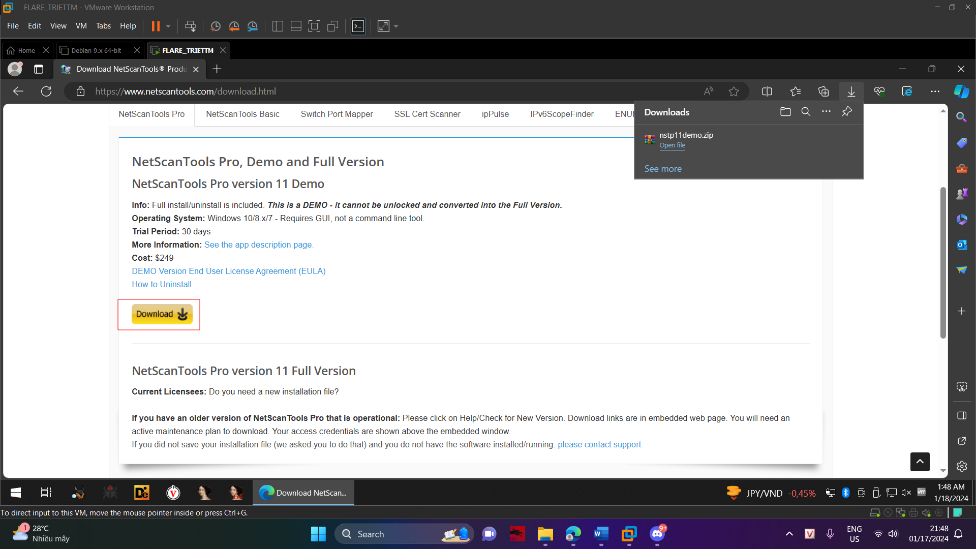 FLARE_TRIETTM - VMware Workstation
File Edit View VM Tabs Help
Home Debian 9.x 64-bit FLARE_TRIETTM
Download NetScanTools® Produ
https://www.netscantools.com/download.html
NetScanTools Pro NetScanTools Basic Switch Port Mapper SSL Cert Scanner ipPulse IPv6ScopeFinder ENU
Downloads
nstp11demo.zip
Open file
See more
NetScanTools Pro, Demo and Full Version
NetScanTools Pro version 11 Demo
Info: Full install/uninstall is included. This is a DEMO - it cannot be unlocked and converted into the Full Version.
Operating System: Windows 10/8.x/7 - Requires GUI, not a command line tool.
Trial Period: 30 days
More Information: See the app description page.
Cost: $249
DEMO Version End User License Agreement (EULA)
How to Uninstall
Download
NetScanTools Pro version 11 Full Version
Current Licensees: Do you need a new installation file?
If you have an older version of NetScanTools Pro that is operational: Please click on Help/Check for New Version. Download links are in embedded web page. You will need an
active maintenance plan to download. Your access credentials are shown above the embedded window.
If you did not save your installation file (we asked you to do that) and you do not have the software installed/running, please contact support.
Download NetScan...
JPY/VND -0,45%
1:48 AM
1/18/2024
To direct input to this VM, move the mouse pointer inside or press Ctrl+G.
28°C
Nhiều mây
Search
ENG
US
21:48
01/17/2024